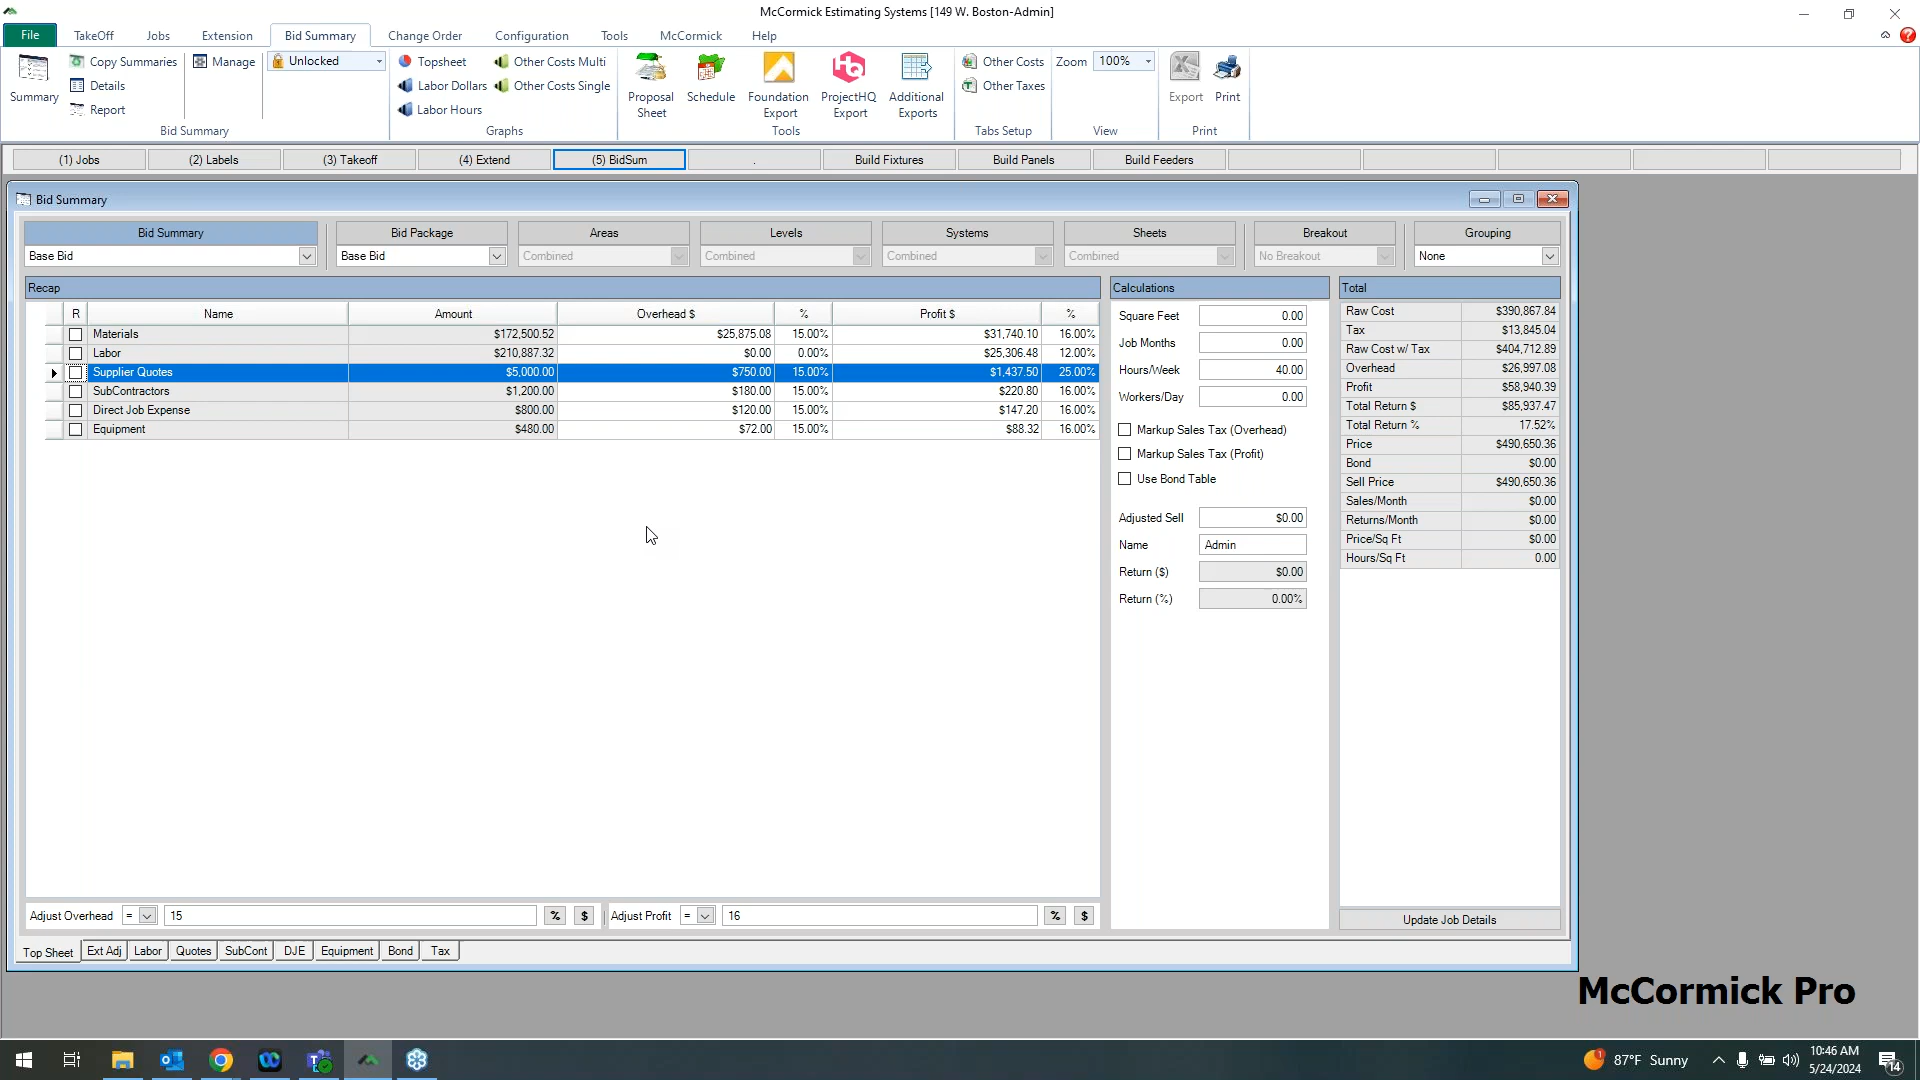 McCormick Estimating Systems [149 W. Boston-Admin]
File TakeOff Jobs Extension Bid Summary Change Order Configuration Tools McCormick Help
Summary
Copy Summaries
Details
Report
Manage
Unlocked
Bid Summary
Topsheet
Labor Dollars
Labor Hours
Other Costs Multi
Other Costs Single
Graphs
Proposal
Sheet
Schedule
Foundation
Export
ProjectHQ
Export
Additional
Exports
Tools
Other Costs
Other Taxes
Tabs Setup
Zoom 100%
View
Export
Print
Print
(1) Jobs (2) Labels (3) Takeoff (4) Extend (5) BidSum . Build Fixtures Build Panels Build Feeders
Bid Summary
Bid Summary Bid Package Areas Levels Systems Sheets Breakout Grouping
Base Bid Base Bid Combined Combined Combined Combined No Breakout None
Recap
R Name Amount Overhead $ % Profit $ %
Materials $172,500.52 $25,875.08 15.00% $31,740.10 16.00%
Labor $210,887.32 $0.00 0.00% $25,306.48 12.00%
Supplier Quotes $5,000.00 $750.00 15.00% $1,437.50 25.00%
SubContractors $1,200.00 $180.00 15.00% $220.80 16.00%
Direct Job Expense $800.00 $120.00 15.00% $147.20 16.00%
Equipment $480.00 $72.00 15.00% $88.32 16.00%
Calculations
Square Feet 0.00
Job Months 0.00
Hours/Week 40.00
Workers/Day 0.00
Markup Sales Tax (Overhead)
Markup Sales Tax (Profit)
Use Bond Table
Adjusted Sell $0.00
Name Admin
Return ($) $0.00
Return (%) 0.00%
Total
Raw Cost $390,867.84
Tax $13,845.04
Raw Cost w/ Tax $404,712.89
Overhead $26,997.08
Profit $58,940.39
Total Return $ $85,937.47
Total Return % 17.52%
Price $490,650.36
Bond $0.00
Sell Price $490,650.36
Sales/Month $0.00
Returns/Month $0.00
Price/Sq Ft $0.00
Hours/Sq Ft 0.00
Adjust Overhead = 15 % $ Adjust Profit = 16 % $
Update Job Details
Top Sheet Ext Adj Labor Quotes SubCont DJE Equipment Bond Tax
McCormick Pro
87°F Sunny
10:46 AM
5/24/2024
14